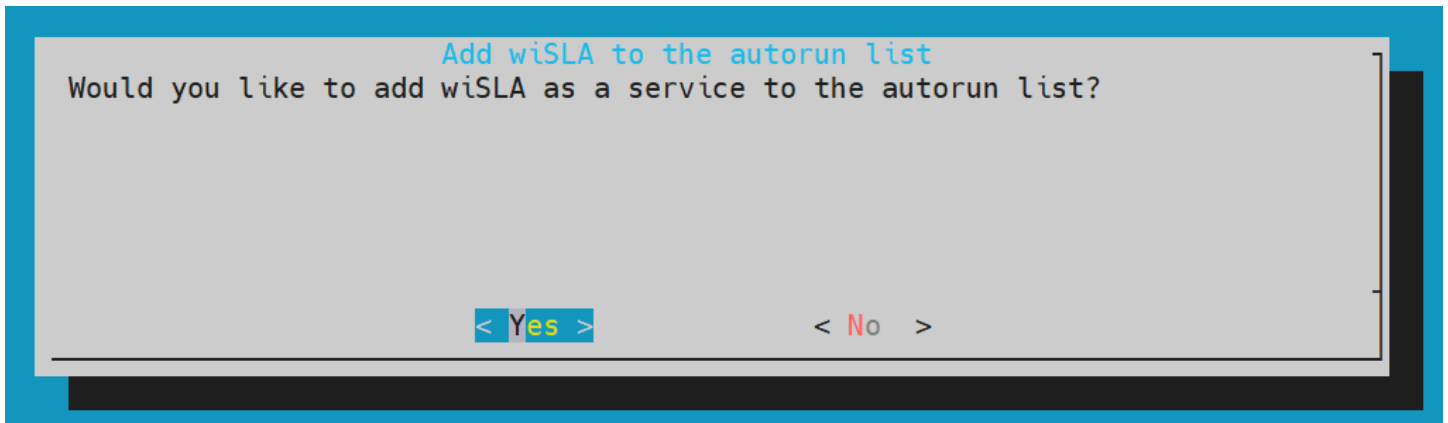 Add wiSLA to the autorun list
Would you like to add wiSLA as a service to the autorun list?
< Yes > < No >